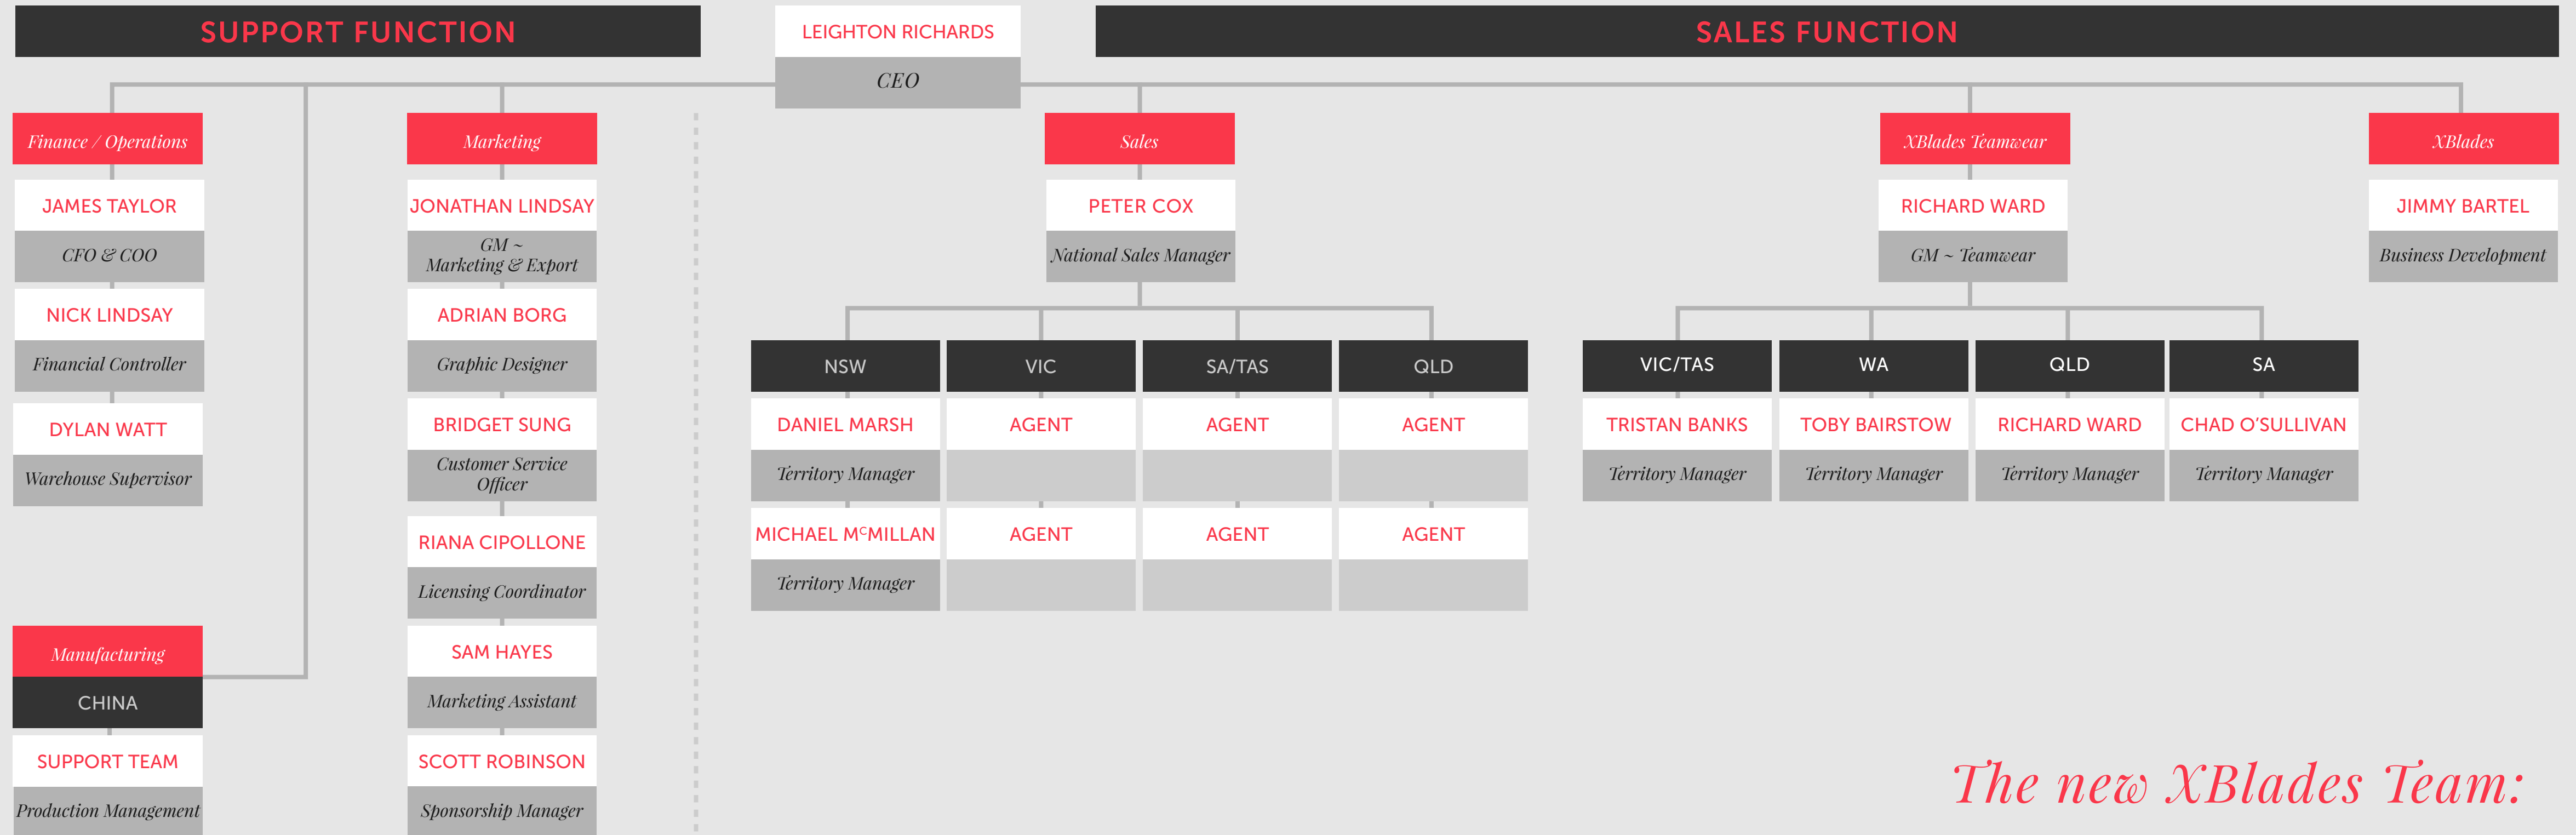 SUPPORT FUNCTION
LEIGHTON RICHARDS
CEO
SALES FUNCTION
Finance / Operations
JAMES TAYLOR
CFO & COO
NICK LINDSAY
Financial Controller
DYLAN WATT
Warehouse Supervisor
Manufacturing
CHINA
SUPPORT TEAM
Production Management
Marketing
JONATHAN LINDSAY
GM ~
Marketing & Export
ADRIAN BORG
Graphic Designer
BRIDGET SUNG
Customer Service
Officer
RIANA CIPOLLONE
Licensing Coordinator
SAM HAYES
Marketing Assistant
SCOTT ROBINSON
Sponsorship Manager
Sales
PETER COX
National Sales Manager
NSW
DANIEL MARSH
Territory Manager
MICHAEL MCMILLAN
Territory Manager
VIC
AGENT
AGENT
SA/TAS
AGENT
AGENT
QLD
AGENT
AGENT
XBlades Teamwear
RICHARD WARD
GM ~ Teamwear
VIC/TAS
TRISTAN BANKS
Territory Manager
WA
TOBY BAIRSTOW
Territory Manager
QLD
RICHARD WARD
Territory Manager
SA
CHAD O’SULLIVAN
Territory Manager
XBlades
JIMMY BARTEL
Business Development
The new XBlades Team: